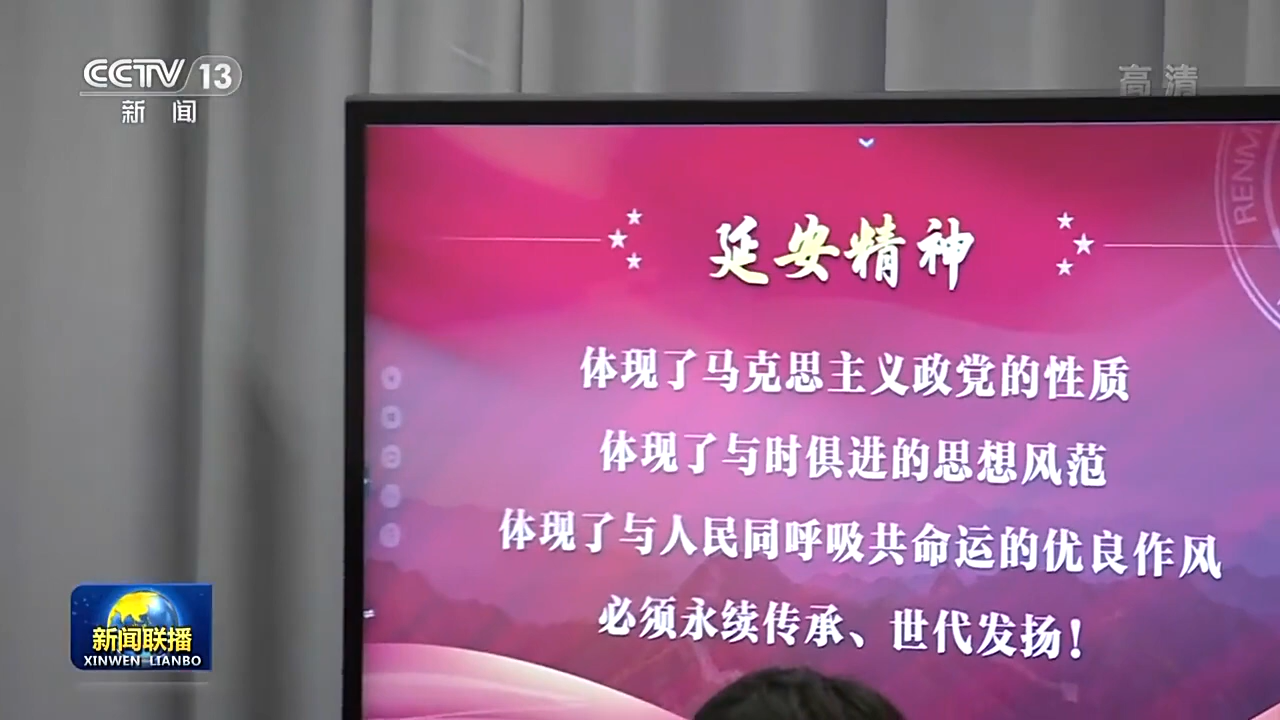 CCTV 13
新闻
高清
RENM
延安精神
体现了马克思主义政党的性质
体现了与时俱进的思想风范
体现了与人民同呼吸共命运的优良作风
必须永续传承、世代发扬！
新闻联播
XINWEN LIANBO